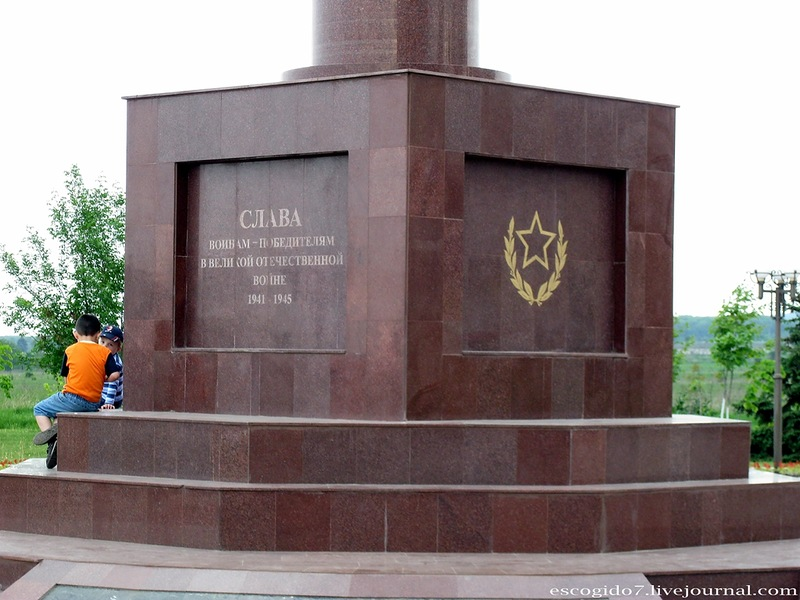 СЛАВА
ВОИНАМ - ПОБЕДИТЕЛЯМ
В ВЕЛИКОЙ ОТЕЧЕСТВЕННОЙ
ВОЙНЕ
1941 - 1945
escogido7.livejournal.com